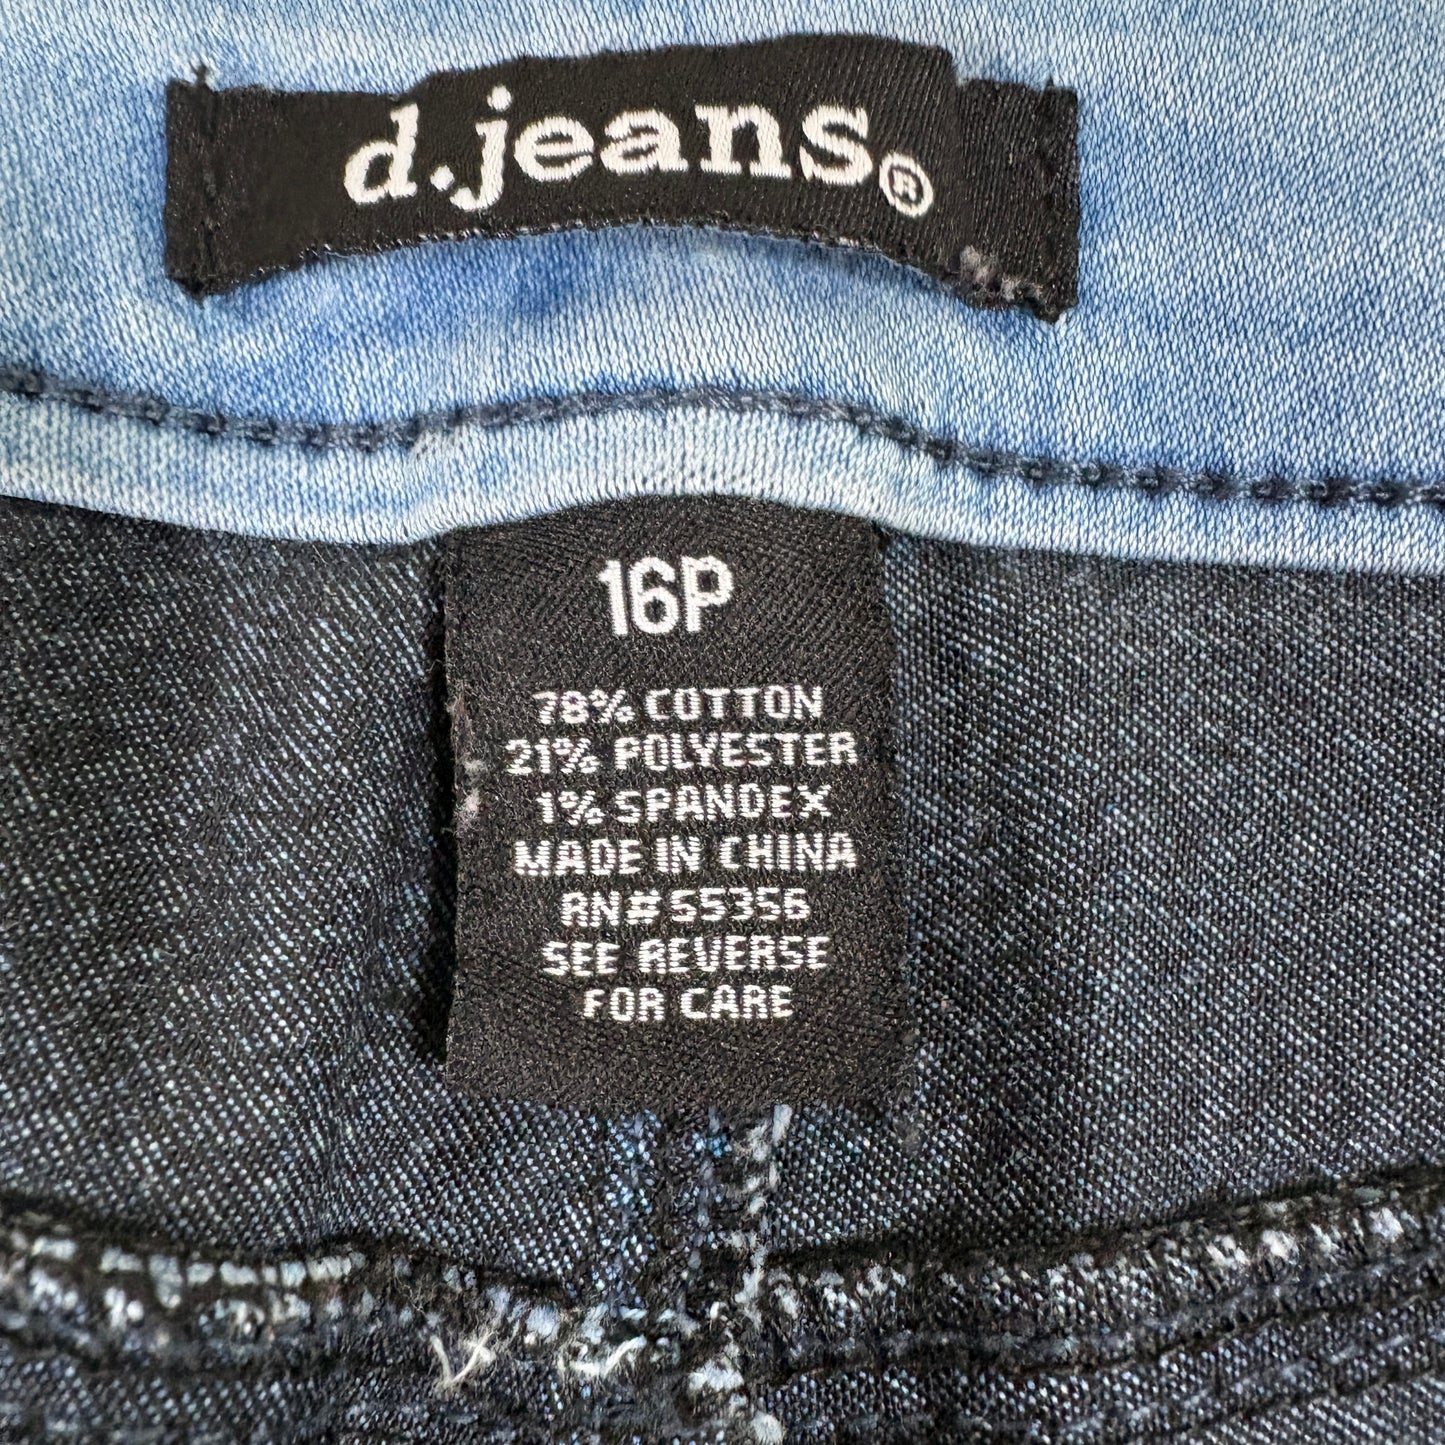 d.jeans®
16P
78% COTTON
21% POLYESTER
1% SPANDEX
MADE IN CHINA
RN# 55356
SEE REVERSE
FOR CARE